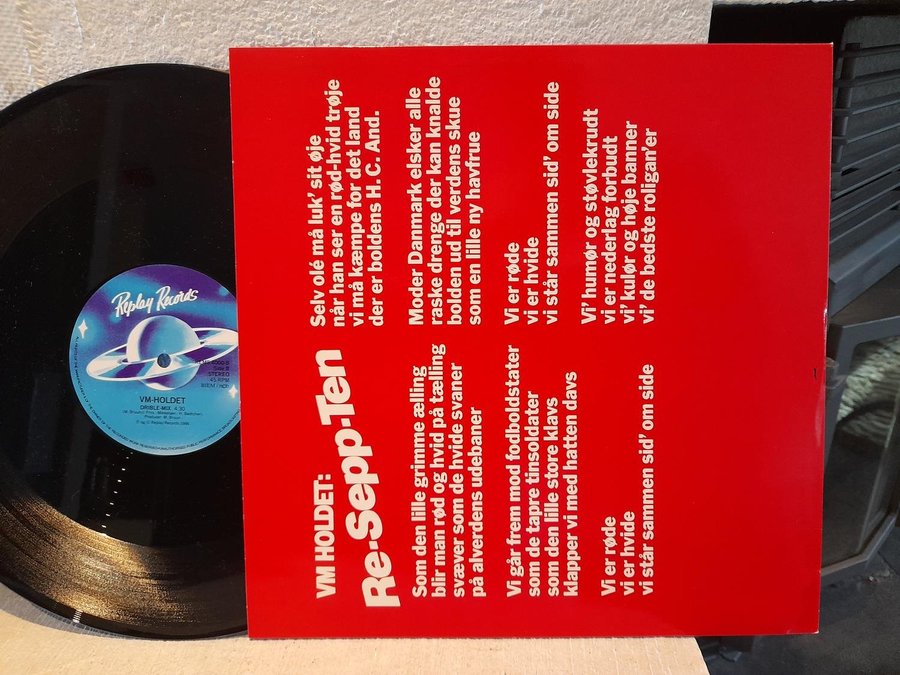 VM HOLDET:
Re-Sepp-Ten
Som den lille grimme ælling
blir man rød og hvid på tælling
svæver som de hvide svaner
på alverdens udebaner
Vi går frem mod fodboldstater
som de tapre tinsoldater
som den lille store klavs
klapper vi med hatten davs
Vi er røde
vi er hvide
vi står sammen sid' om side
Selv olé må luk' sit øje
når han ser en rød-hvid trøje
vi må kæmpe for det land
der er boldens H. C. And.
Moder Danmark elsker alle
raske drenge der kan knalde
bolden ud til verdens skue
som en lille ny havfrue
Vi er røde
vi er hvide
vi står sammen sid' om side
Vi' humør og støvlekrudt
vi er nederlag forbudt
vi' kulør og høje banner
vi' de bedste roligan'er
Replay Records
Side B
STEREO
45 RPM
VM-HOLDET
DRIBLE-MIX 4:30